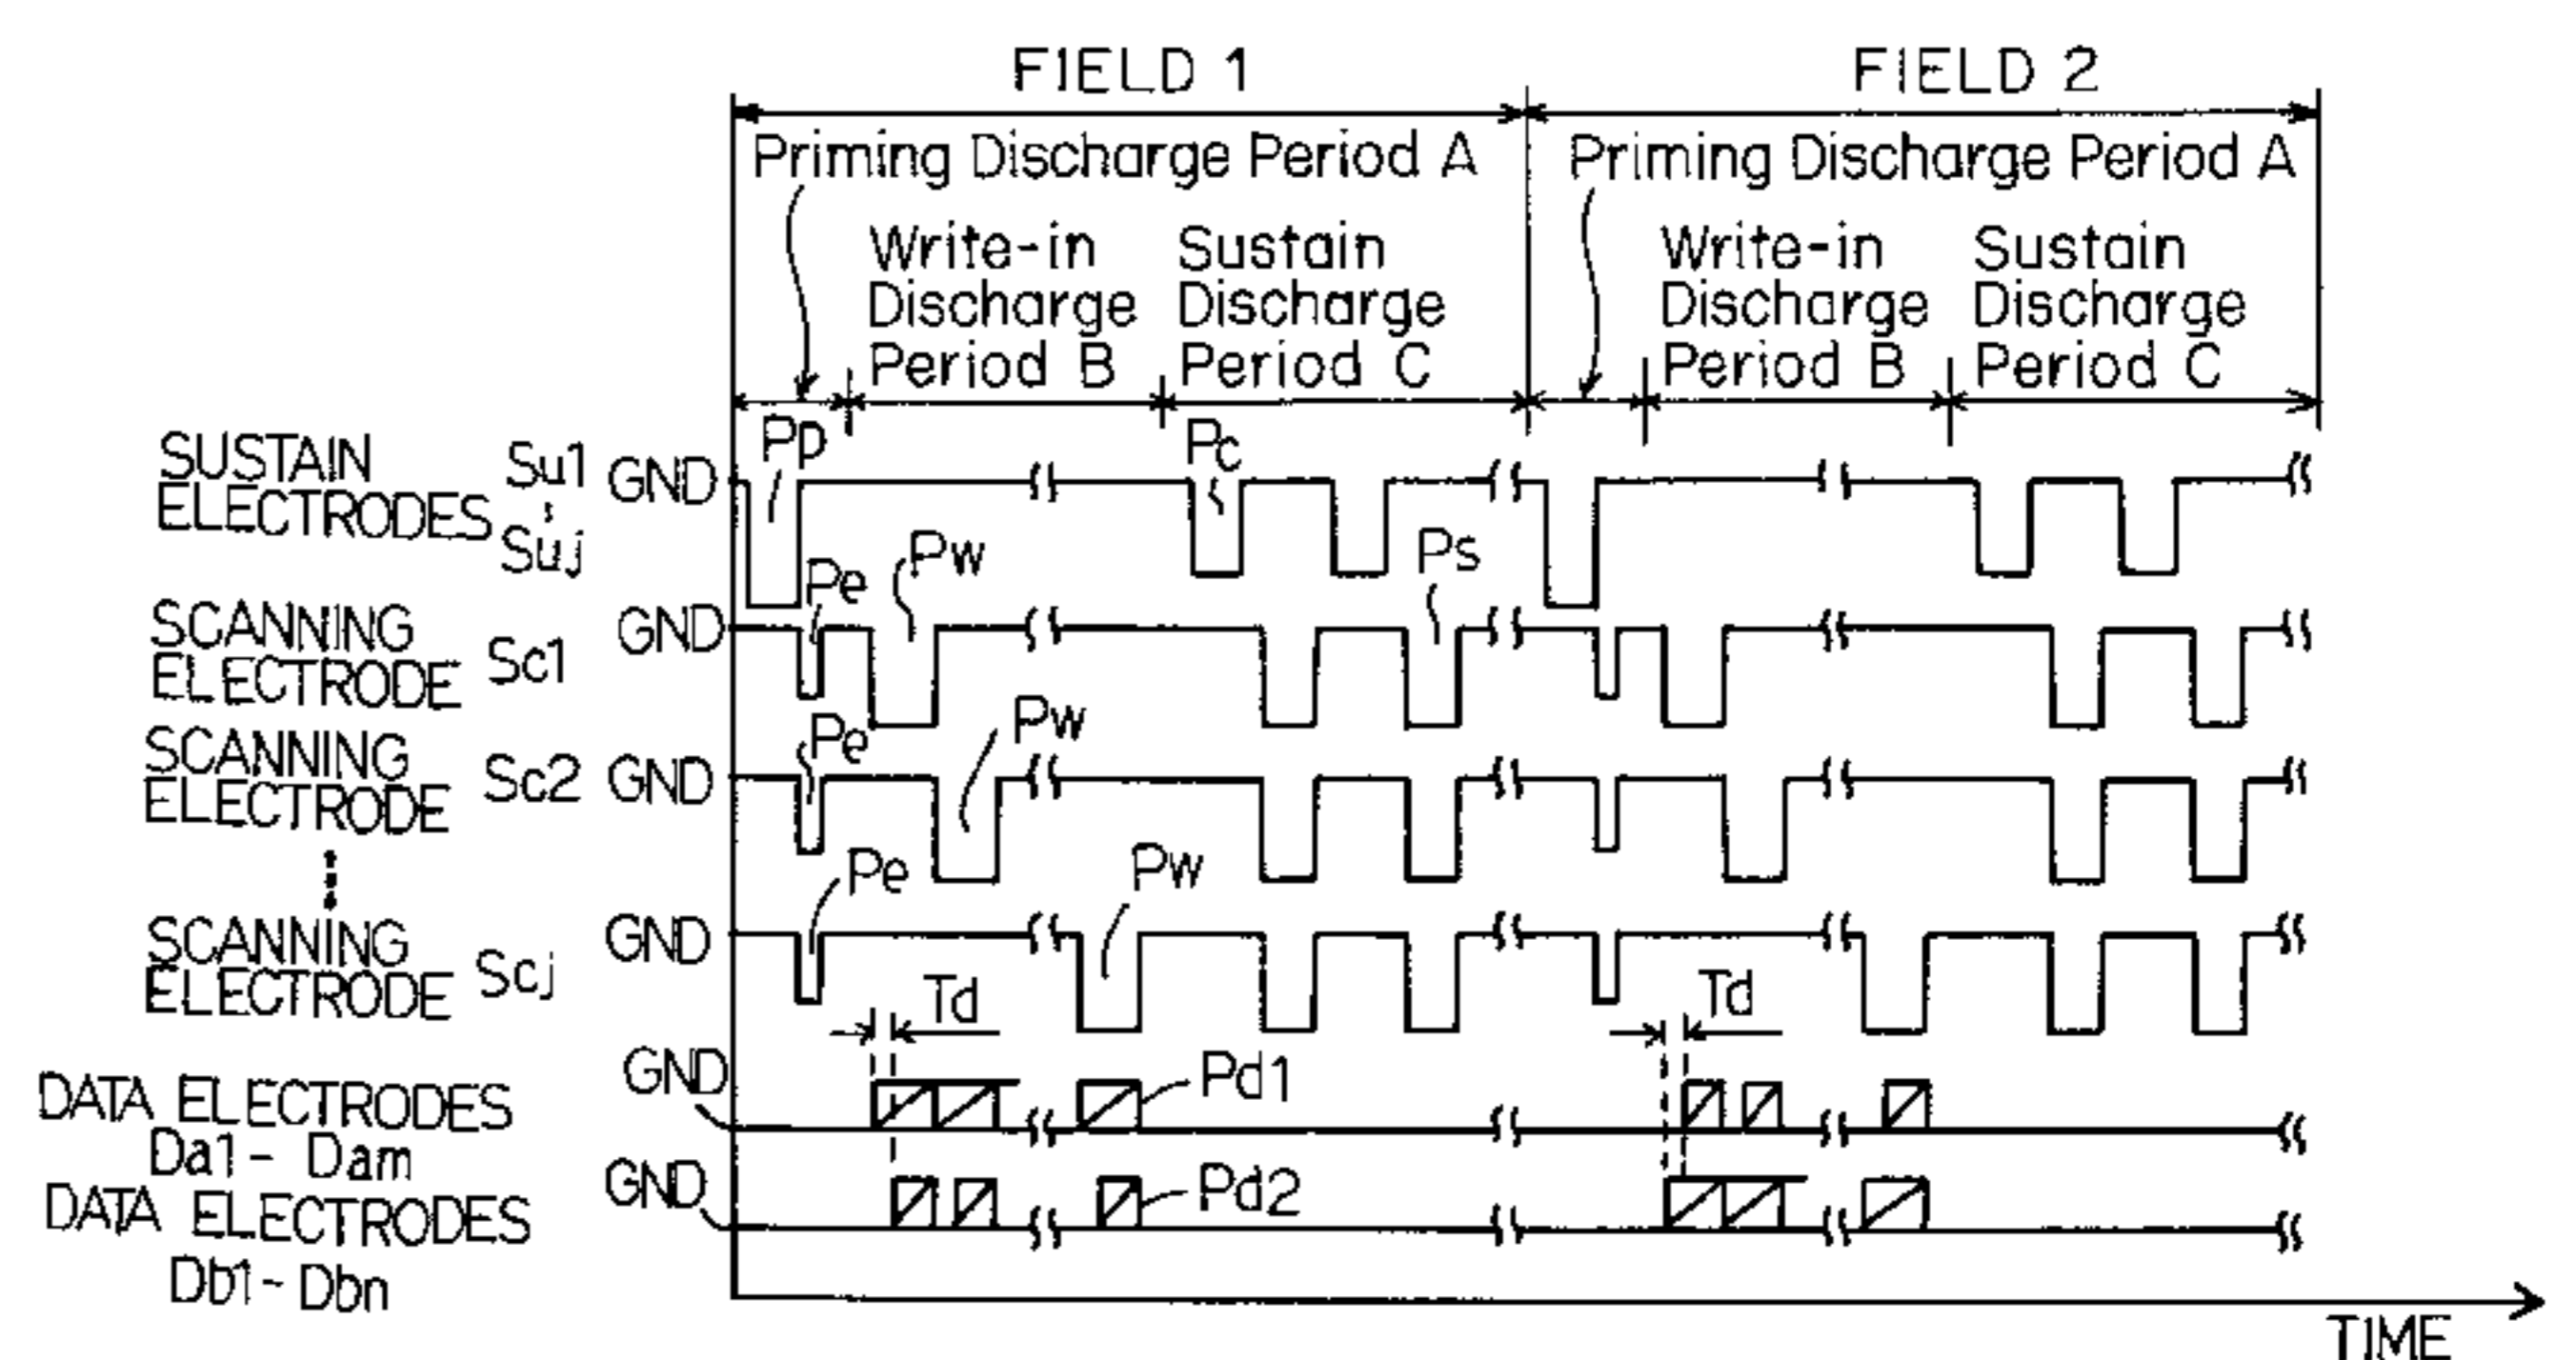 FIELD 1 FIELD 2
Priming Discharge Period A Priming Discharge Period A
Write-in Sustain Write-in Sustain
Discharge Discharge Discharge Discharge
Period B Period C Period B Period C
Pp Pc
SUSTAIN Su1 GND
ELECTRODES
Suj
Pe Pw Ps
SCANNING GND
ELECTRODE Sc1
Pe Pw
SCANNING Sc2 GND
ELECTRODE
Pe Pw
SCANNING GND
ELECTRODE Scj
Td Td
GND Pd1
DATA ELECTRODES
Da1 - Dam
GND Pd2
DATA ELECTRODES
Db1 - Dbn
TIME